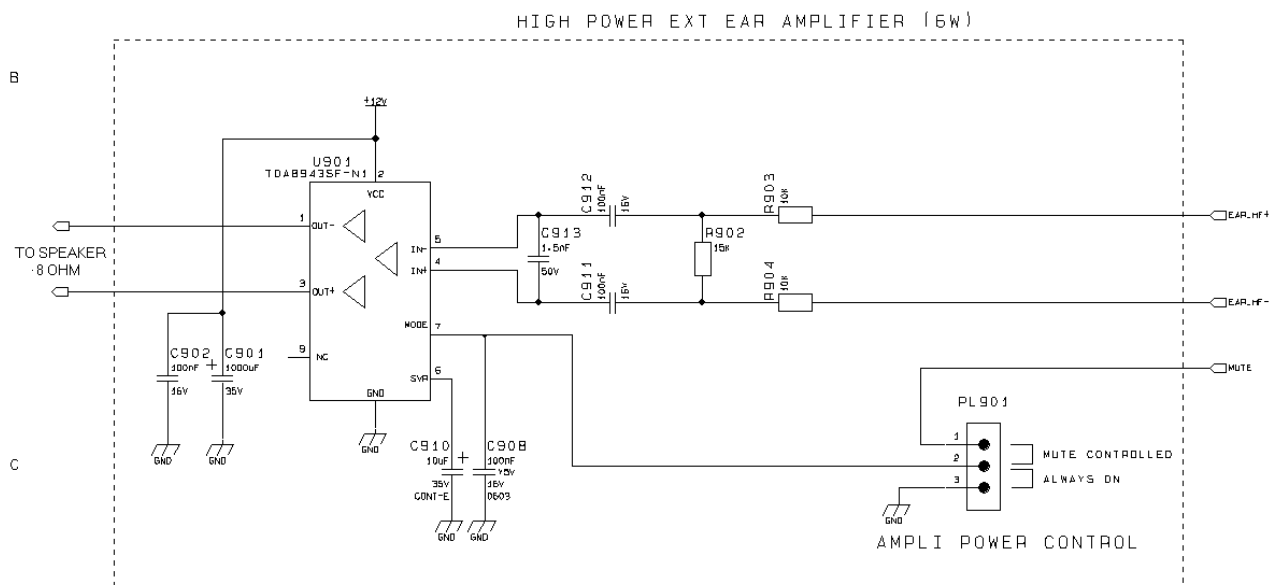 HIGH POWER EXT EAR AMPLIFIER (6W)
B
+12V
U901
TDA8943SF-N1
2
VCC
1
OUT-
TO SPEAKER
-8 OHM
3
OUT+
5
IN-
4
IN+
MODE
7
9
NC
SVR
6
GND
C913
1.5nF
50V
C912
100nF
16V
C911
100nF
16V
R902
15K
R903
10K
R904
10K
EAR_HF+
EAR_HF-
MUTE
C902
100nF
16V
C901
+
1000uF
35V
GND
GND
GND
C910
10uF
+
35V
CONT-E
GND
C908
100nF
Y5V
16V
0603
GND
C
PL901
1
2
3
MUTE CONTROLLED
ALWAYS ON
GND
AMPLI POWER CONTROL